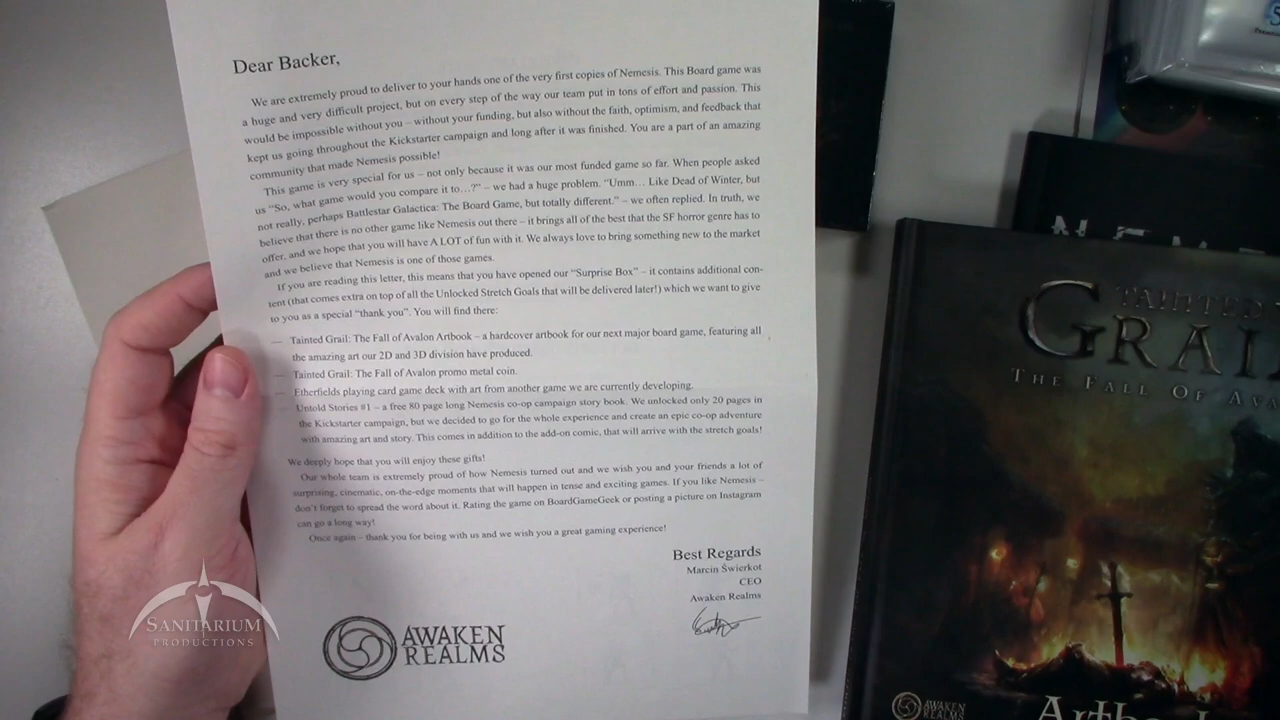 Dear Backer,
We are extremely proud to deliver to your hands one of the very first copies of Nemesis. This Board game was
a huge and very difficult project, but on every step of the way our team put in tons of effort and passion. This
would be impossible without you – without your funding, but also without the faith, optimism, and feedback that
kept us going throughout the Kickstarter campaign and long after it was finished. You are a part of an amazing
community that made Nemesis possible!
This game is very special for us – not only because it was our most funded game so far. When people asked
us "So, what game would you compare it to…?" – we had a huge problem. "Umm… Like Dead of Winter, but
not really, perhaps Battlestar Galactica: The Board Game, but totally different." – we often replied. In truth, we
believe that there is no other game like Nemesis out there – it brings all of the best that the SF horror genre has to
offer, and we hope that you will have A LOT of fun with it. We always love to bring something new to the market
and we believe that Nemesis is one of those games.
If you are reading this letter, this means that you have opened our "Surprise Box" – it contains additional con-
tent (that comes extra on top of all the Unlocked Stretch Goals that will be delivered later!) which we want to give
to you as a special "thank you". You will find there:
— Tainted Grail: The Fall of Avalon Artbook – a hardcover artbook for our next major board game, featuring all
the amazing art our 2D and 3D division have produced.
— Tainted Grail: The Fall of Avalon promo metal coin.
— Etherfields playing card game deck with art from another game we are currently developing.
— Untold Stories #1 – a free 80 page long Nemesis co-op campaign story book. We unlocked only 20 pages in
the Kickstarter campaign, but we decided to go for the whole experience and create an epic co-op adventure
with amazing art and story. This comes in addition to the add-on comic, that will arrive with the stretch goals!
We deeply hope that you will enjoy these gifts!
Our whole team is extremely proud of how Nemesis turned out and we wish you and your friends a lot of
surprising, cinematic, on-the-edge moments that will happen in tense and exciting games. If you like Nemesis –
don't forget to spread the word about it. Rating the game on BoardGameGeek or posting a picture on Instagram
can go a long way!
Once again – thank you for being with us and we wish you a great gaming experience!
Best Regards
Marcin Świerkot
CEO
Awaken Realms
AWAKEN
REALMS
SANITARIUM
PRODUCTIONS
TAINTED
GRAIL
THE FALL OF AVA
AWAKEN
REALMS